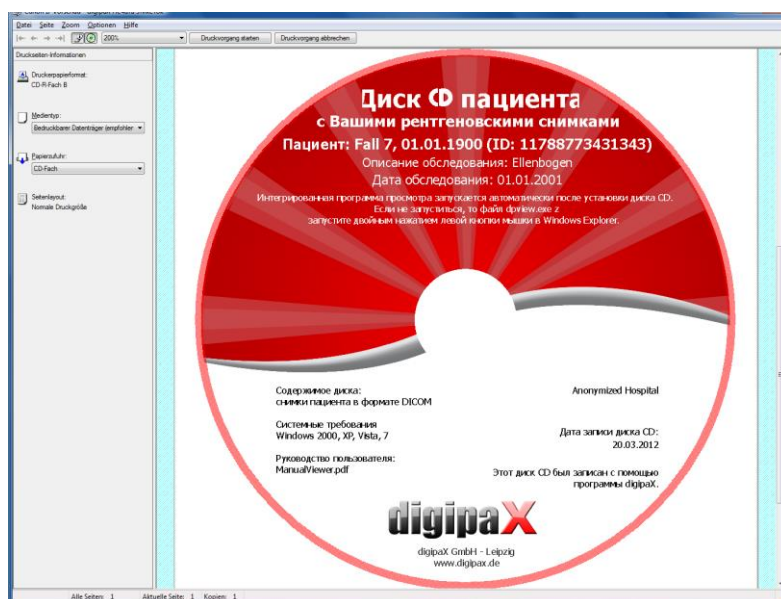 Datei Seite Zoom Optionen Hilfe
200% Druckvorgang starten Druckvorgang abbrechen
Druckseiten-Informationen
Druckerpapierformat:
CD-R-Fach B
Medientyp:
Bedruckbarer Datenträger (empfohlen
Papierzufuhr:
CD-Fach
Seitenlayout:
Normale Druckgröße
Диск CD пациента
с Вашими рентгеновскими снимками
Пациент: Fall 7, 01.01.1900 (ID: 11788773431343)
Описание обследования: Ellenbogen
Дата обследования: 01.01.2001
Интегрированная программа просмотра запускается автоматически после установки диска CD.
Если не запуститься, то файл dpview.exe z
запустите двойным нажатием левой кнопки мышки в Windows Explorer.
Содержимое диска:
снимки пациента в формате DICOM
Системные требования
Windows 2000, XP, Vista, 7
Руководство пользователя:
ManualViewer.pdf
Anonymized Hospital
Дата записи диска CD:
20.03.2012
Этот диск CD был записан с помощью
программы digipaX.
digipaX
digipaX GmbH - Leipzig
www.digipax.de
Alle Seiten: 1 Aktuelle Seite: 1 Kopien: 1